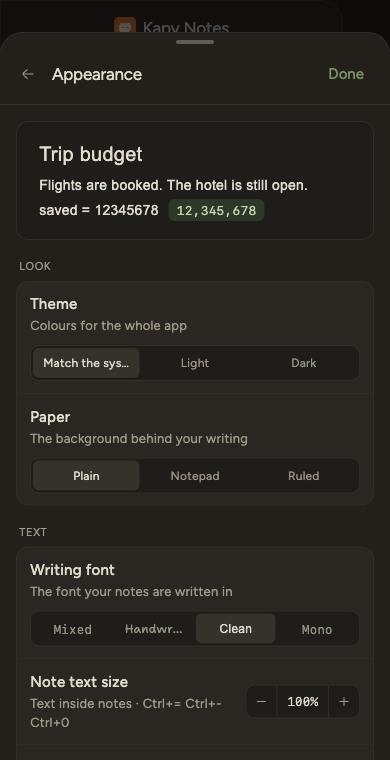 Kapy Notes
Appearance
Done
Trip budget
Flights are booked. The hotel is still open.
saved = 12345678 12,345,678
LOOK
Theme
Colours for the whole app
Match the sys... Light Dark
Paper
The background behind your writing
Plain Notepad Ruled
TEXT
Writing font
The font your notes are written in
Mixed Handwr... Clean Mono
Note text size
Text inside notes · Ctrl+= Ctrl+-
Ctrl+0
− 100% +